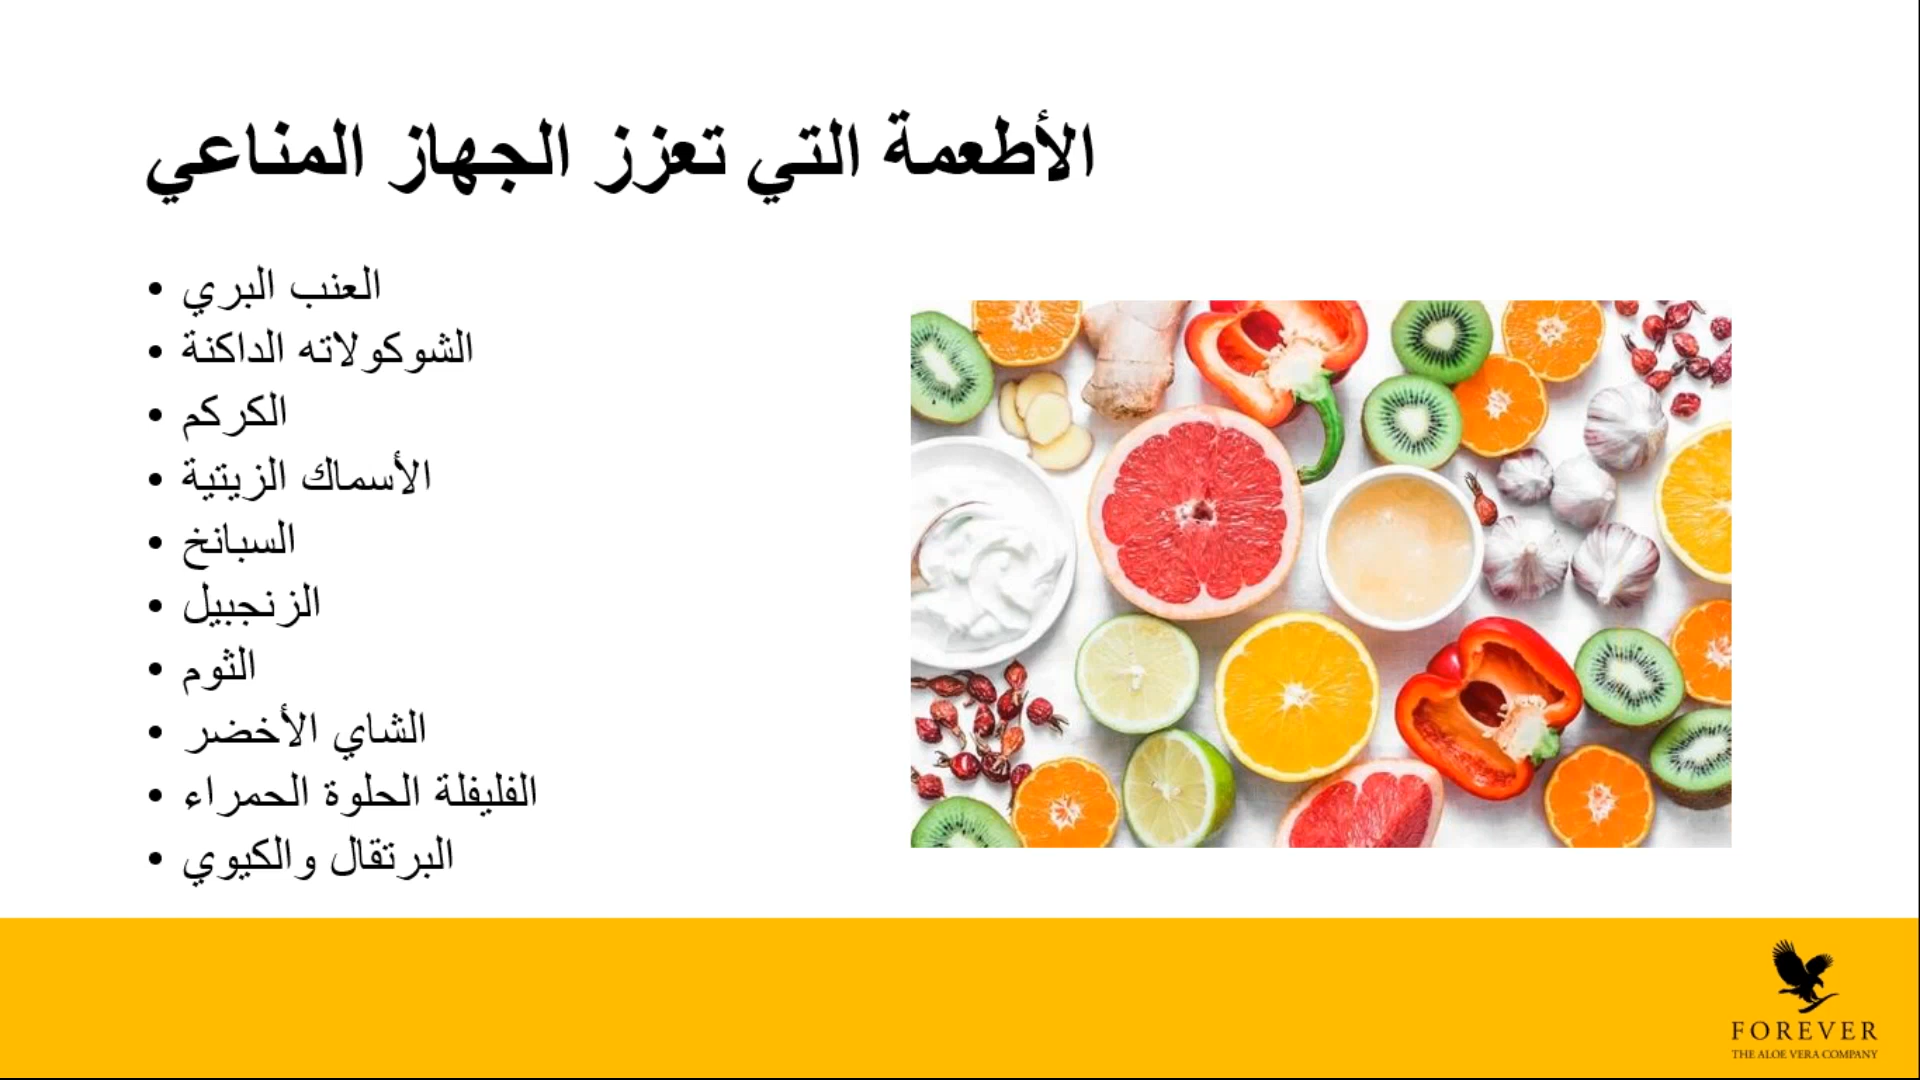 الأطعمة التي تعزز الجهاز المناعي
• العنب البري
• الشوكولاته الداكنة
• الكركم
• الأسماك الزيتية
• السبانخ
• الزنجبيل
• الثوم
• الشاي الأخضر
• الفليفلة الحلوة الحمراء
• البرتقال والكيوي
FOREVER
THE ALOE VERA COMPANY